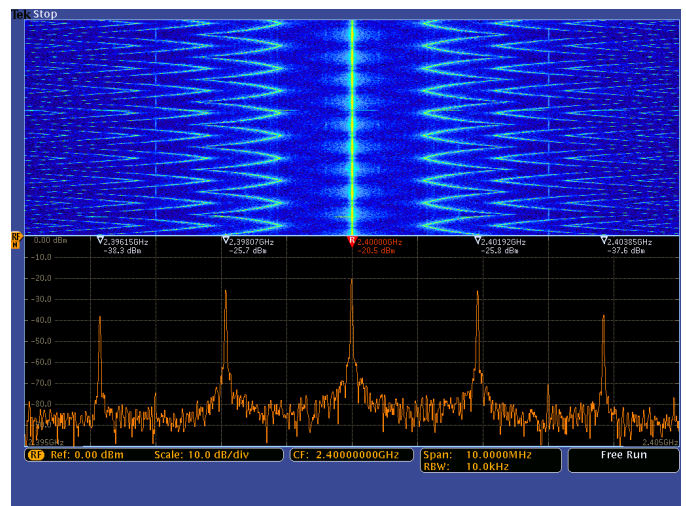 Tek Stop
0.00 dBm
2.39615GHz 2.39807GHz R 2.40000GHz 2.40192GHz 2.40385GHz
-38.3 dBm -25.7 dBm -20.5 dBm -25.8 dBm -37.6 dBm
-10.0
-20.0
-30.0
-40.0
-50.0
-60.0
-70.0
-80.0
2.395GHz 2.405GHz
RF Ref: 0.00 dBm Scale: 10.0 dB/div CF: 2.40000000GHz Span: 10.0000MHz Free Run
RBW: 10.0kHz